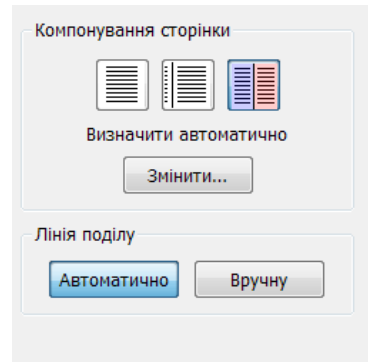 Компонування сторінки
Визначити автоматично
Змінити...
Лінія поділу
Автоматично
Вручну